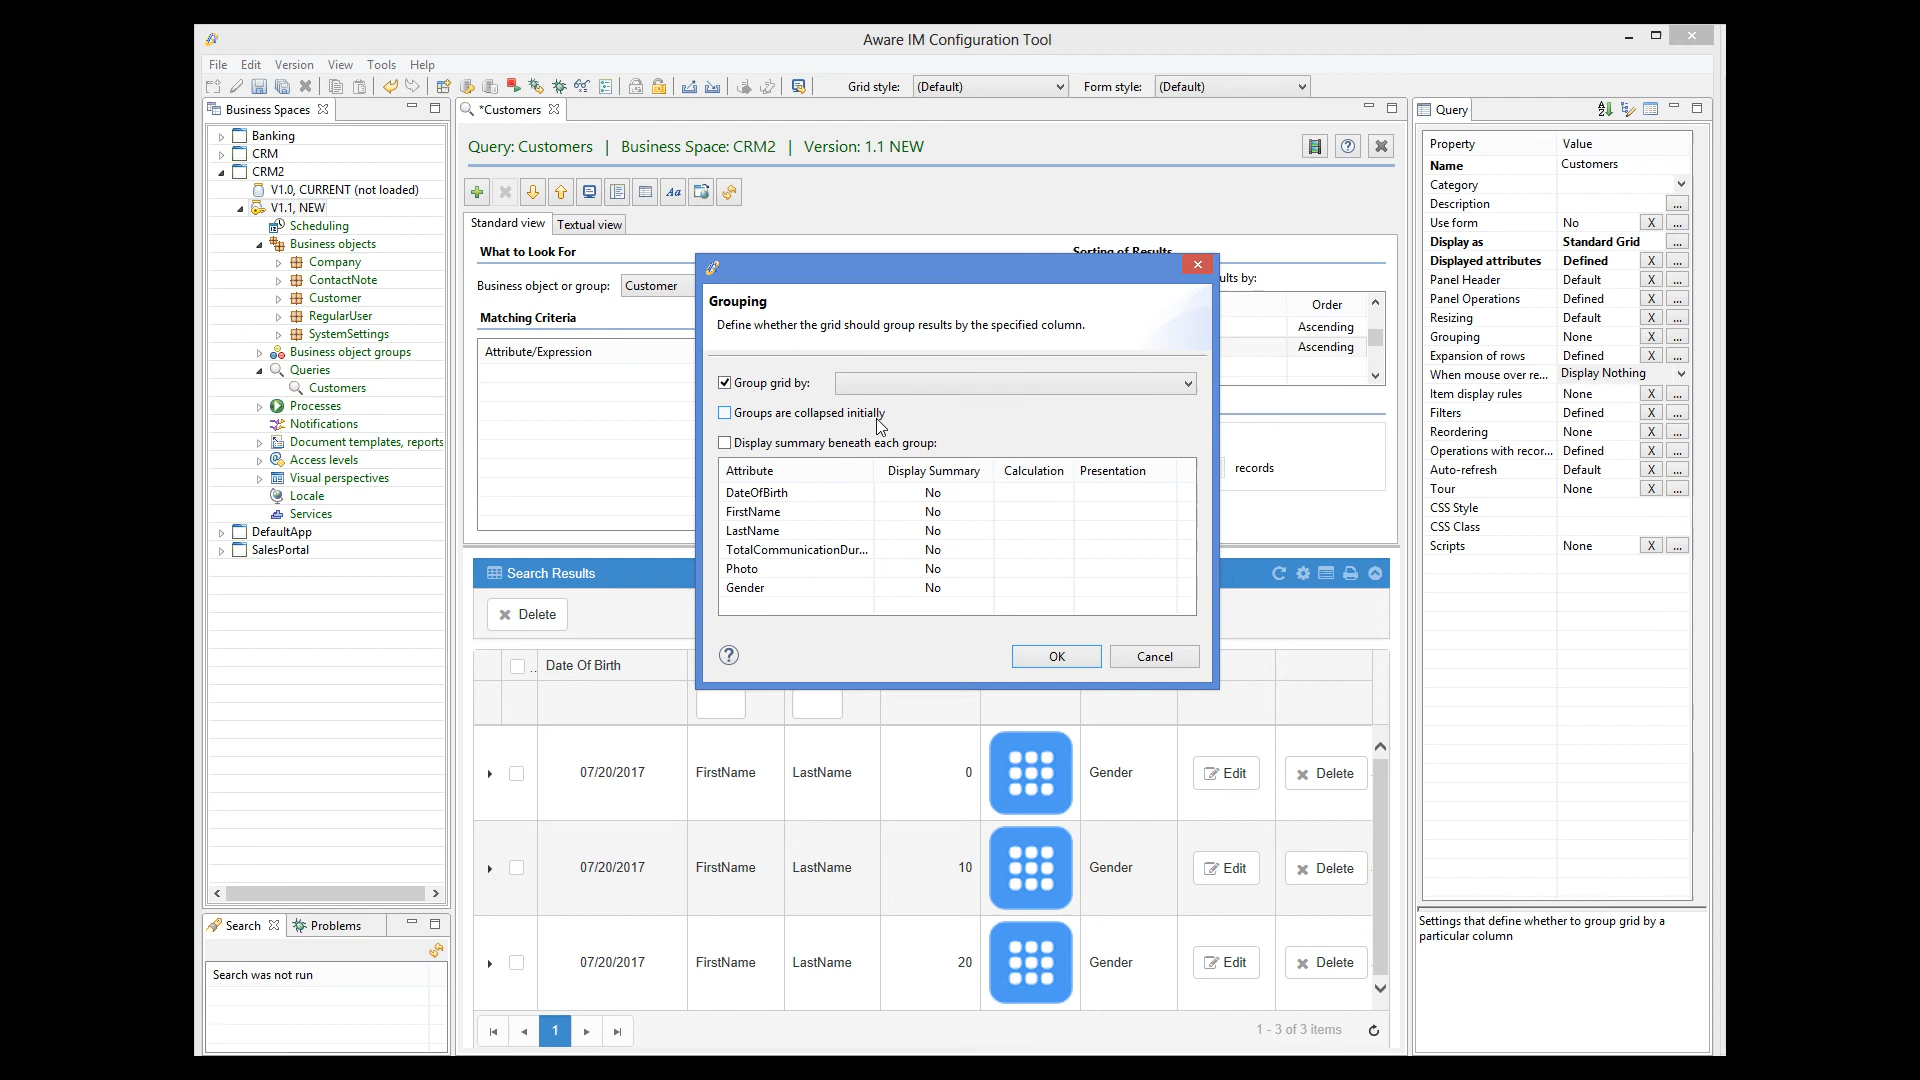 Aware IM Configuration Tool
File Edit Version View Tools Help
Grid style: (Default) Form style: (Default)
Business Spaces
Banking
CRM
CRM2
V1.0, CURRENT (not loaded)
V1.1, NEW
Scheduling
Business objects
Company
ContactNote
Customer
RegularUser
SystemSettings
Business object groups
Queries
Customers
Processes
Notifications
Document templates, reports
Access levels
Visual perspectives
Locale
Services
DefaultApp
SalesPortal
Search Problems
Search was not run
*Customers
Query: Customers | Business Space: CRM2 | Version: 1.1 NEW
Aa
Standard view Textual view
What to Look For
Sorting of Results
Business object or group: Customer
ults by:
Matching Criteria
Order
Attribute/Expression
Ascending
Ascending
records
Grouping
Define whether the grid should group results by the specified column.
Group grid by:
Groups are collapsed initially
Display summary beneath each group:
Attribute Display Summary Calculation Presentation
DateOfBirth No
FirstName No
LastName No
TotalCommunicationDur... No
Photo No
Gender No
?
OK Cancel
Search Results
Delete
.. Date Of Birth
07/20/2017 FirstName LastName 0 Gender Edit Delete
07/20/2017 FirstName LastName 10 Gender Edit Delete
07/20/2017 FirstName LastName 20 Gender Edit Delete
1
1 - 3 of 3 items
Query
Property Value
Name Customers
Category
Description ...
Use form No X ...
Display as Standard Grid ...
Displayed attributes Defined X ...
Panel Header Default X ...
Panel Operations Defined X ...
Resizing Default X ...
Grouping None X ...
Expansion of rows Defined X ...
When mouse over re... Display Nothing
Item display rules None X ...
Filters Defined X ...
Reordering None X ...
Operations with recor... Default X ...
Auto-refresh Default X ...
Tour None X ...
CSS Style
CSS Class
Scripts None X ...
Settings that define whether to group grid by a
particular column